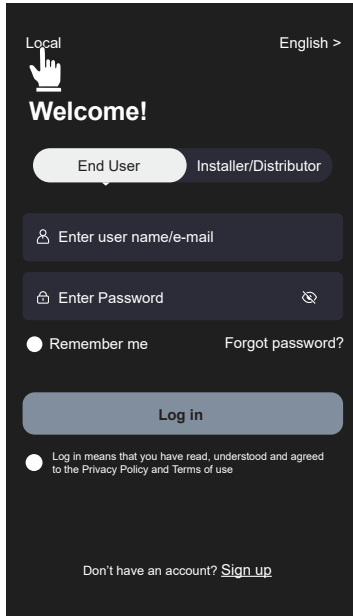 Local
English >
Welcome!
End User
Installer/Distributor
Enter user name/e-mail
Enter Password
Remember me
Forgot password?
Log in
Log in means that you have read, understood and agreed
to the Privacy Policy and Terms of use
Don’t have an account? Sign up